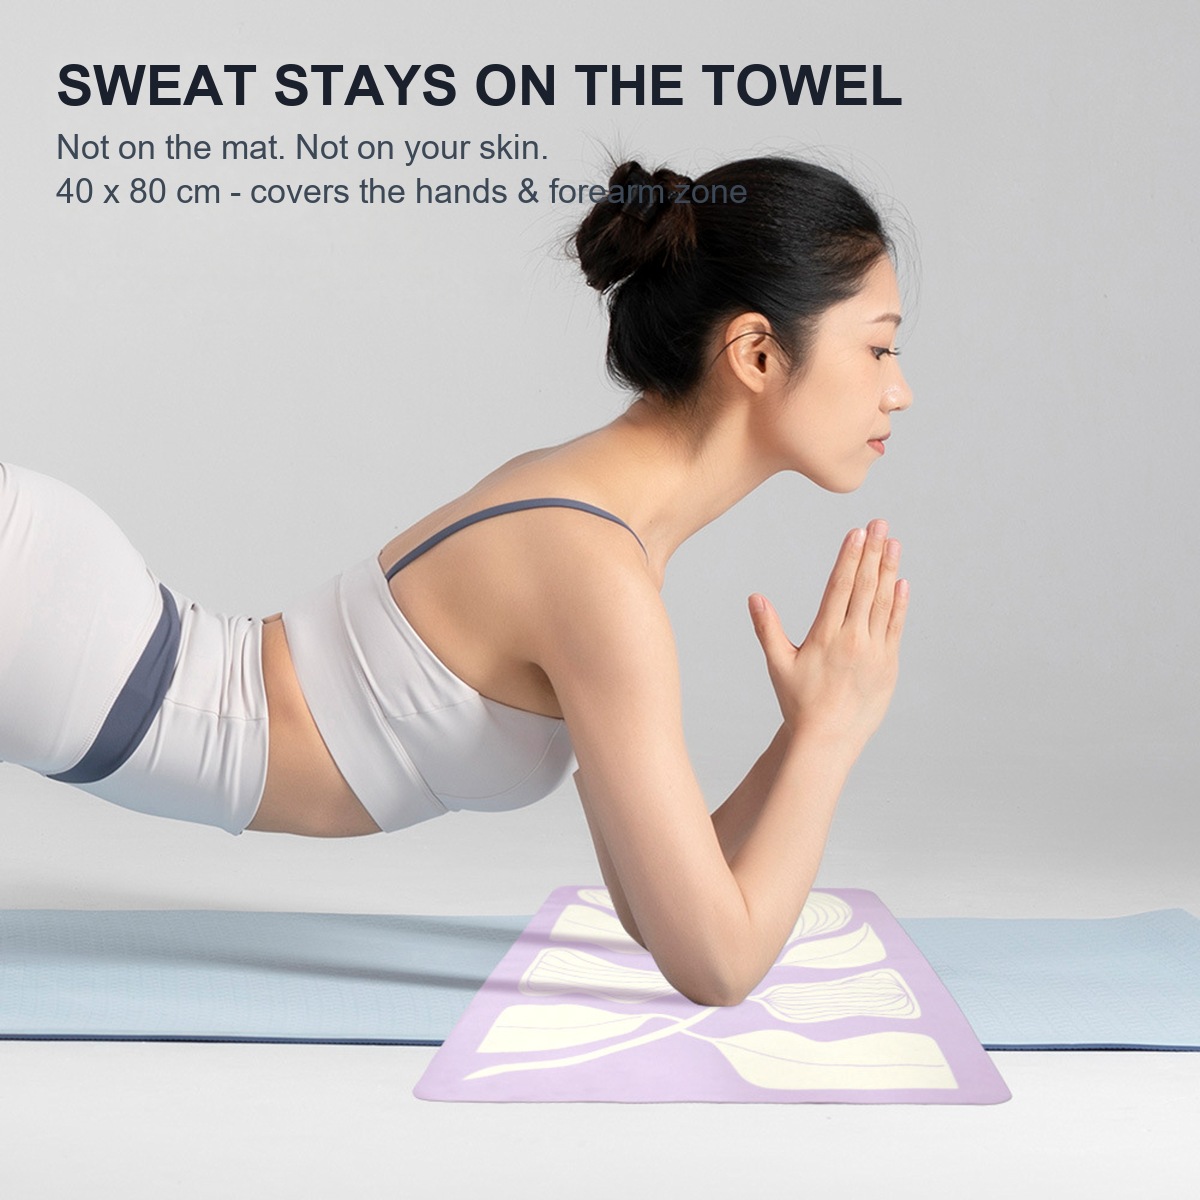 SWEAT STAYS ON THE TOWEL
Not on the mat. Not on your skin.
40 x 80 cm - covers the hands & forearm zone